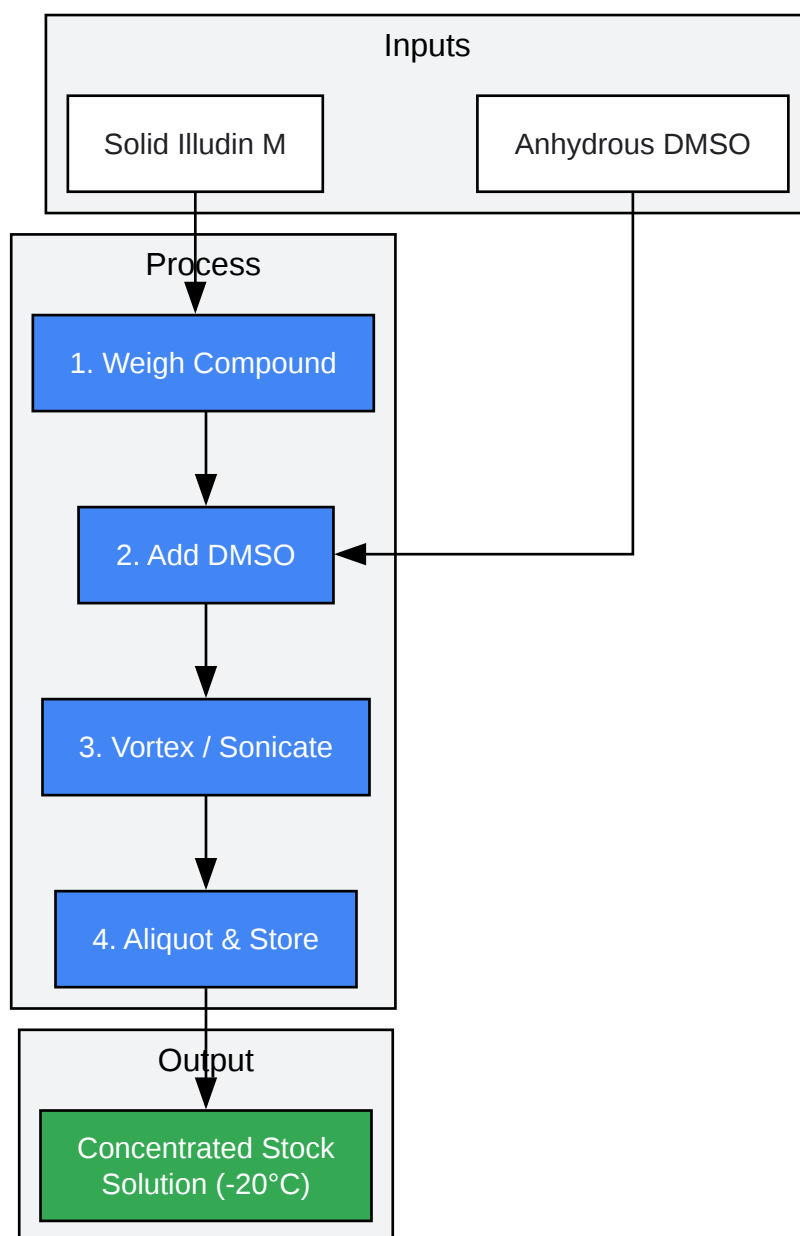 Inputs
Solid Illudin M
Anhydrous DMSO
Process
1. Weigh Compound
2. Add DMSO
3. Vortex / Sonicate
4. Aliquot & Store
Output
Concentrated Stock
Solution (-20°C)